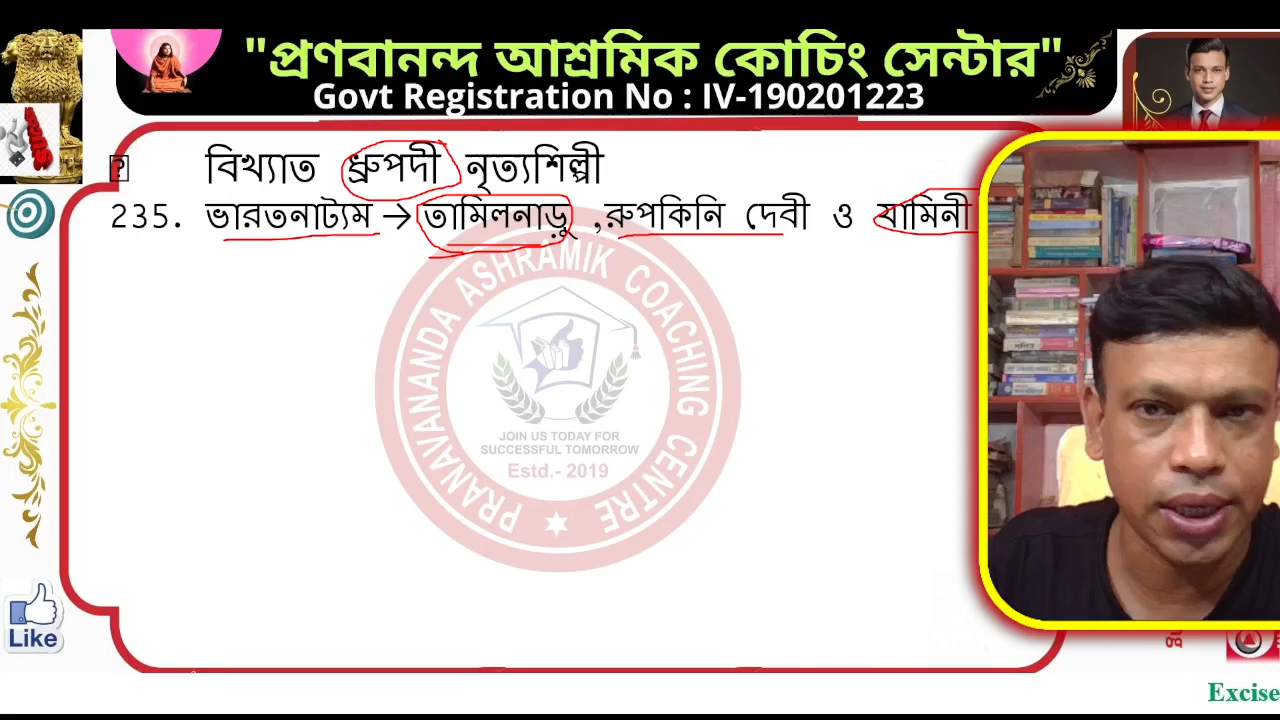 "প্রণবানন্দ আশ্রমিক কোচিং সেন্টার"
Govt Registration No : IV-190201223
বিখ্যাত ধ্রুপদী নৃত্যশিল্পী
235. ভারতনাট্যম → তামিলনাড়ু ,রুপকিনি দেবী ও যামিনী
PRANAVANANDA ASHRAMIK COACHING CENTRE
JOIN US TODAY FOR
SUCCESSFUL TOMORROW
Estd.- 2019
Like
Excise